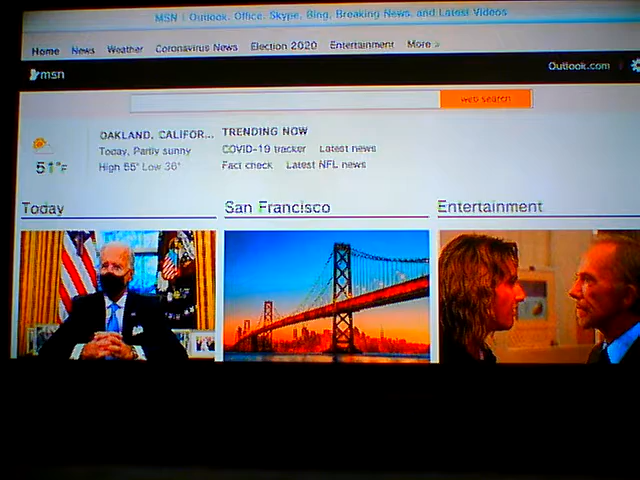 MSN | Outlook, Office, Skype, Bing, Breaking News, and Latest Videos
Home News Weather Coronavirus News Election 2020 Entertainment More »
msn Outlook.com
web search
OAKLAND, CALIFOR... TRENDING NOW
Today, Partly sunny COVID-19 tracker Latest news
51°F High 55° Low 36° Fact check Latest NFL news
Today San Francisco Entertainment